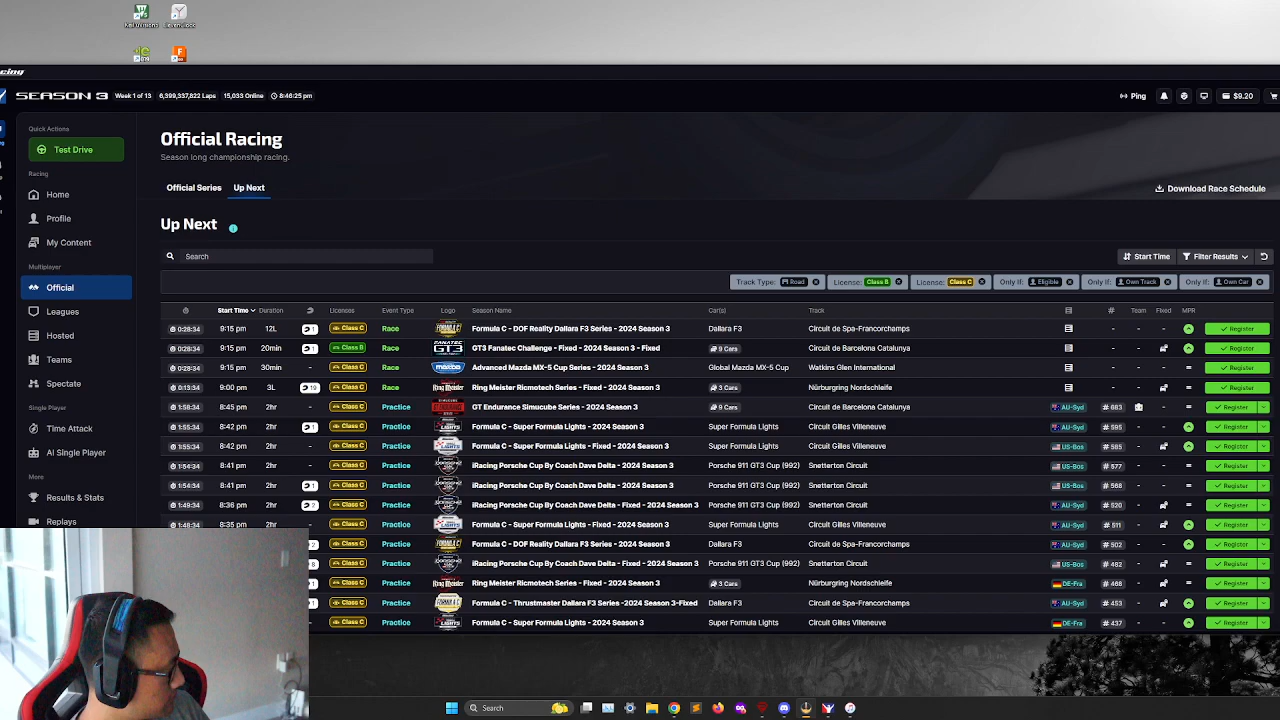 SEASON 3 Week 1 of 13 6,399,337,822 Laps 15,033 Online 8:46:25 pm Ping $9.20
Quick Actions
Test Drive
Racing
Home
Profile
My Content
Multiplayer
Official
Leagues
Hosted
Teams
Spectate
Single Player
Time Attack
AI Single Player
More
Results & Stats
Replays
Official Racing
Season long championship racing.
Official Series Up Next
Download Race Schedule
Up Next
Search Start Time Filter Results
Track Type: Road License: Class B License: Class C Only If: Eligible Only If: Own Track Only If: Own Car
Start Time Duration Licenses Event Type Logo Season Name Car(s) Track # Team Fixed MPR
0:28:34 9:15 pm 12L 1 Class C Race Formula C - DOF Reality Dallara F3 Series - 2024 Season 3 Dallara F3 Circuit de Spa-Francorchamps - - - Register
0:28:34 9:15 pm 20min 1 Class B Race GT3 Fanatec Challenge - Fixed - 2024 Season 3 - Fixed 9 Cars Circuit de Barcelona Catalunya - - Register
0:28:34 9:15 pm 30min - Class C Race Advanced Mazda MX-5 Cup Series - 2024 Season 3 Global Mazda MX-5 Cup Watkins Glen International - - - Register
0:13:34 9:00 pm 3L 19 Class C Race Ring Meister Ricmotech Series - Fixed - 2024 Season 3 3 Cars Nürburgring Nordschleife - - Register
1:58:34 8:45 pm 2hr - Class C Practice GT Endurance Simucube Series - 2024 Season 3 9 Cars Circuit de Barcelona Catalunya AU-Syd # 683 - = Register
1:55:34 8:42 pm 2hr 1 Class C Practice Formula C - Super Formula Lights - 2024 Season 3 Super Formula Lights Circuit Gilles Villeneuve AU-Syd # 595 - - Register
1:55:34 8:42 pm 2hr - Class C Practice Formula C - Super Formula Lights - Fixed - 2024 Season 3 Super Formula Lights Circuit Gilles Villeneuve US-Bos # 585 - = Register
1:54:34 8:41 pm 2hr - Class C Practice iRacing Porsche Cup By Coach Dave Delta - 2024 Season 3 Porsche 911 GT3 Cup (992) Snetterton Circuit US-Bos # 577 - - = Register
1:54:34 8:41 pm 2hr - Class C Practice iRacing Porsche Cup By Coach Dave Delta - 2024 Season 3 Porsche 911 GT3 Cup (992) Snetterton Circuit US-Bos # 568 - - = Register
1:49:34 8:36 pm 2hr 2 Class C Practice iRacing Porsche Cup By Coach Dave Delta - Fixed - 2024 Season 3 Porsche 911 GT3 Cup (992) Snetterton Circuit AU-Syd # 520 - = Register
1:48:34 8:35 pm 2hr - Class C Practice Formula C - Super Formula Lights - Fixed - 2024 Season 3 Super Formula Lights Circuit Gilles Villeneuve AU-Syd # 511 - = Register
2 Class C Practice Formula C - DOF Reality Dallara F3 Series - 2024 Season 3 Dallara F3 Circuit de Spa-Francorchamps AU-Syd # 502 - - Register
8 Class C Practice iRacing Porsche Cup By Coach Dave Delta - Fixed - 2024 Season 3 Porsche 911 GT3 Cup (992) Snetterton Circuit US-Bos # 482 - = Register
1 Class C Practice Ring Meister Ricmotech Series - Fixed - 2024 Season 3 3 Cars Nürburgring Nordschleife DE-Fra # 468 - = Register
1 Class C Practice Formula C - Thrustmaster Dallara F3 Series -2024 Season 3-Fixed Dallara F3 Circuit de Spa-Francorchamps AU-Syd # 453 - Register
Class C Practice Formula C - Super Formula Lights - 2024 Season 3 Super Formula Lights Circuit Gilles Villeneuve DE-Fra # 437 - - Register
Search